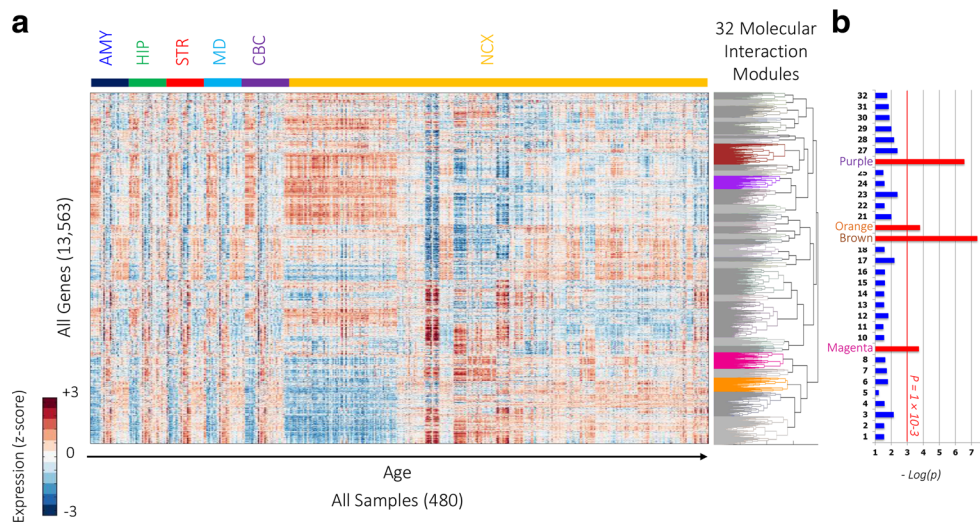 a
AMY
HIP
STR
MD
CBC
NCX
32 Molecular
Interaction
Modules
b
All Genes (13,563)
Expression (z-score)
+3
0
-3
Age
All Samples (480)
32
31
30
29
28
27
Purple
25
24
23
22
21
Orange
Brown
18
17
16
15
14
13
12
11
10
Magenta
8
7
6
5
4
3
2
1
P = 1 × 10-3
1 2 3 4 5 6 7
- Log(p)